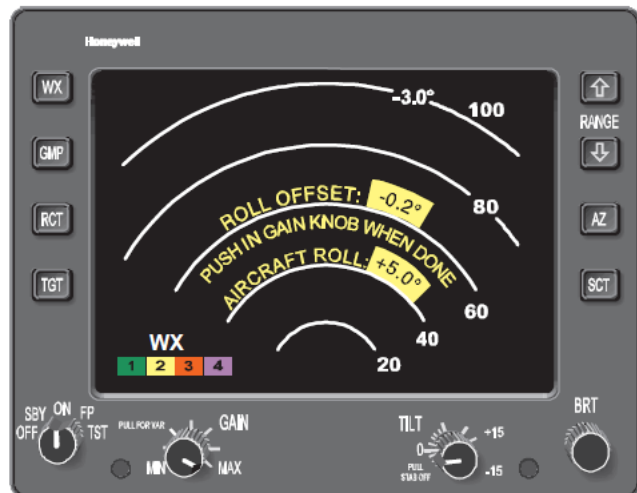 Honeywell
WX
GMP
RCT
TGT
-3.0°
100
80
60
40
20
ROLL OFFSET: -0.2°
PUSH IN GAIN KNOB WHEN DONE
AIRCRAFT ROLL: +5.0°
WX
1 2 3 4
RANGE
AZ
SCT
SBY ON FP
OFF TST
PULL FOR VAR
GAIN
MIN MAX
TILT
+15
0
PULL
STAB OFF
-15
BRT